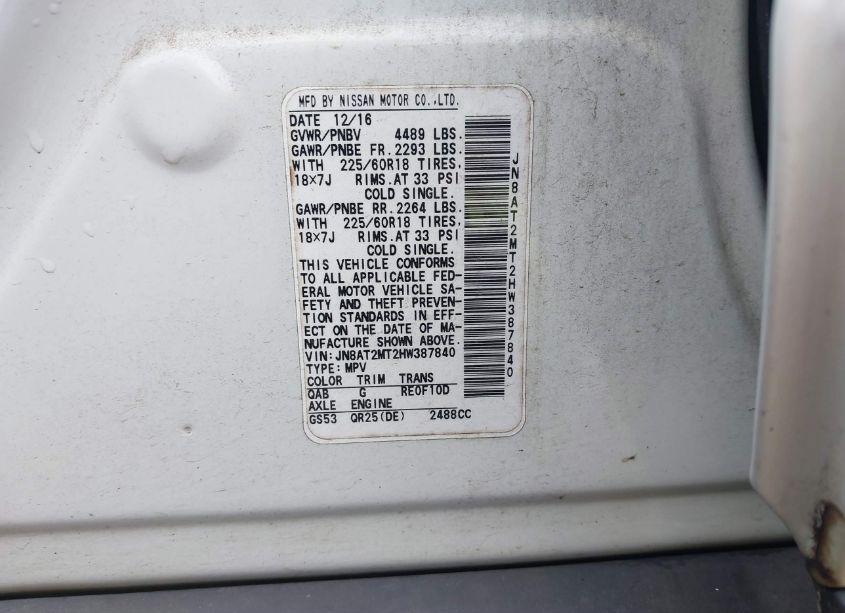 MFD BY NISSAN MOTOR CO.,LTD.
DATE 12/16
GVWR/PNBV 4489 LBS.
GAWR/PNBE FR. 2293 LBS.
WITH 225/60R18 TIRES,
18×7J RIMS. AT 33 PSI
COLD SINGLE.
GAWR/PNBE RR. 2264 LBS.
WITH 225/60R18 TIRES,
18×7J RIMS. AT 33 PSI
COLD SINGLE.
THIS VEHICLE CONFORMS
TO ALL APPLICABLE FED-
ERAL MOTOR VEHICLE SA-
FETY AND THEFT PREVEN-
TION STANDARDS IN EFF-
ECT ON THE DATE OF MA-
NUFACTURE SHOWN ABOVE.
VIN: JN8AT2MT2HW387840
TYPE: MPV
COLOR TRIM TRANS
QAB G RE0F10D
AXLE ENGINE
GS53 QR25(DE) 2488CC
JN8AT2MT2HW387840